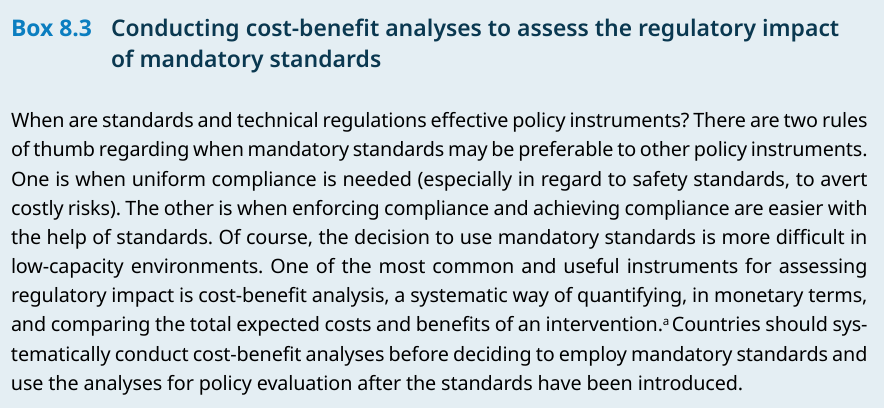 Box 8.3 Conducting cost-benefit analyses to assess the regulatory impact
of mandatory standards
When are standards and technical regulations effective policy instruments? There are two rules
of thumb regarding when mandatory standards may be preferable to other policy instruments.
One is when uniform compliance is needed (especially in regard to safety standards, to avert
costly risks). The other is when enforcing compliance and achieving compliance are easier with
the help of standards. Of course, the decision to use mandatory standards is more difficult in
low-capacity environments. One of the most common and useful instruments for assessing
regulatory impact is cost-benefit analysis, a systematic way of quantifying, in monetary terms,
and comparing the total expected costs and benefits of an intervention.ᵃ Countries should sys-
tematically conduct cost-benefit analyses before deciding to employ mandatory standards and
use the analyses for policy evaluation after the standards have been introduced.